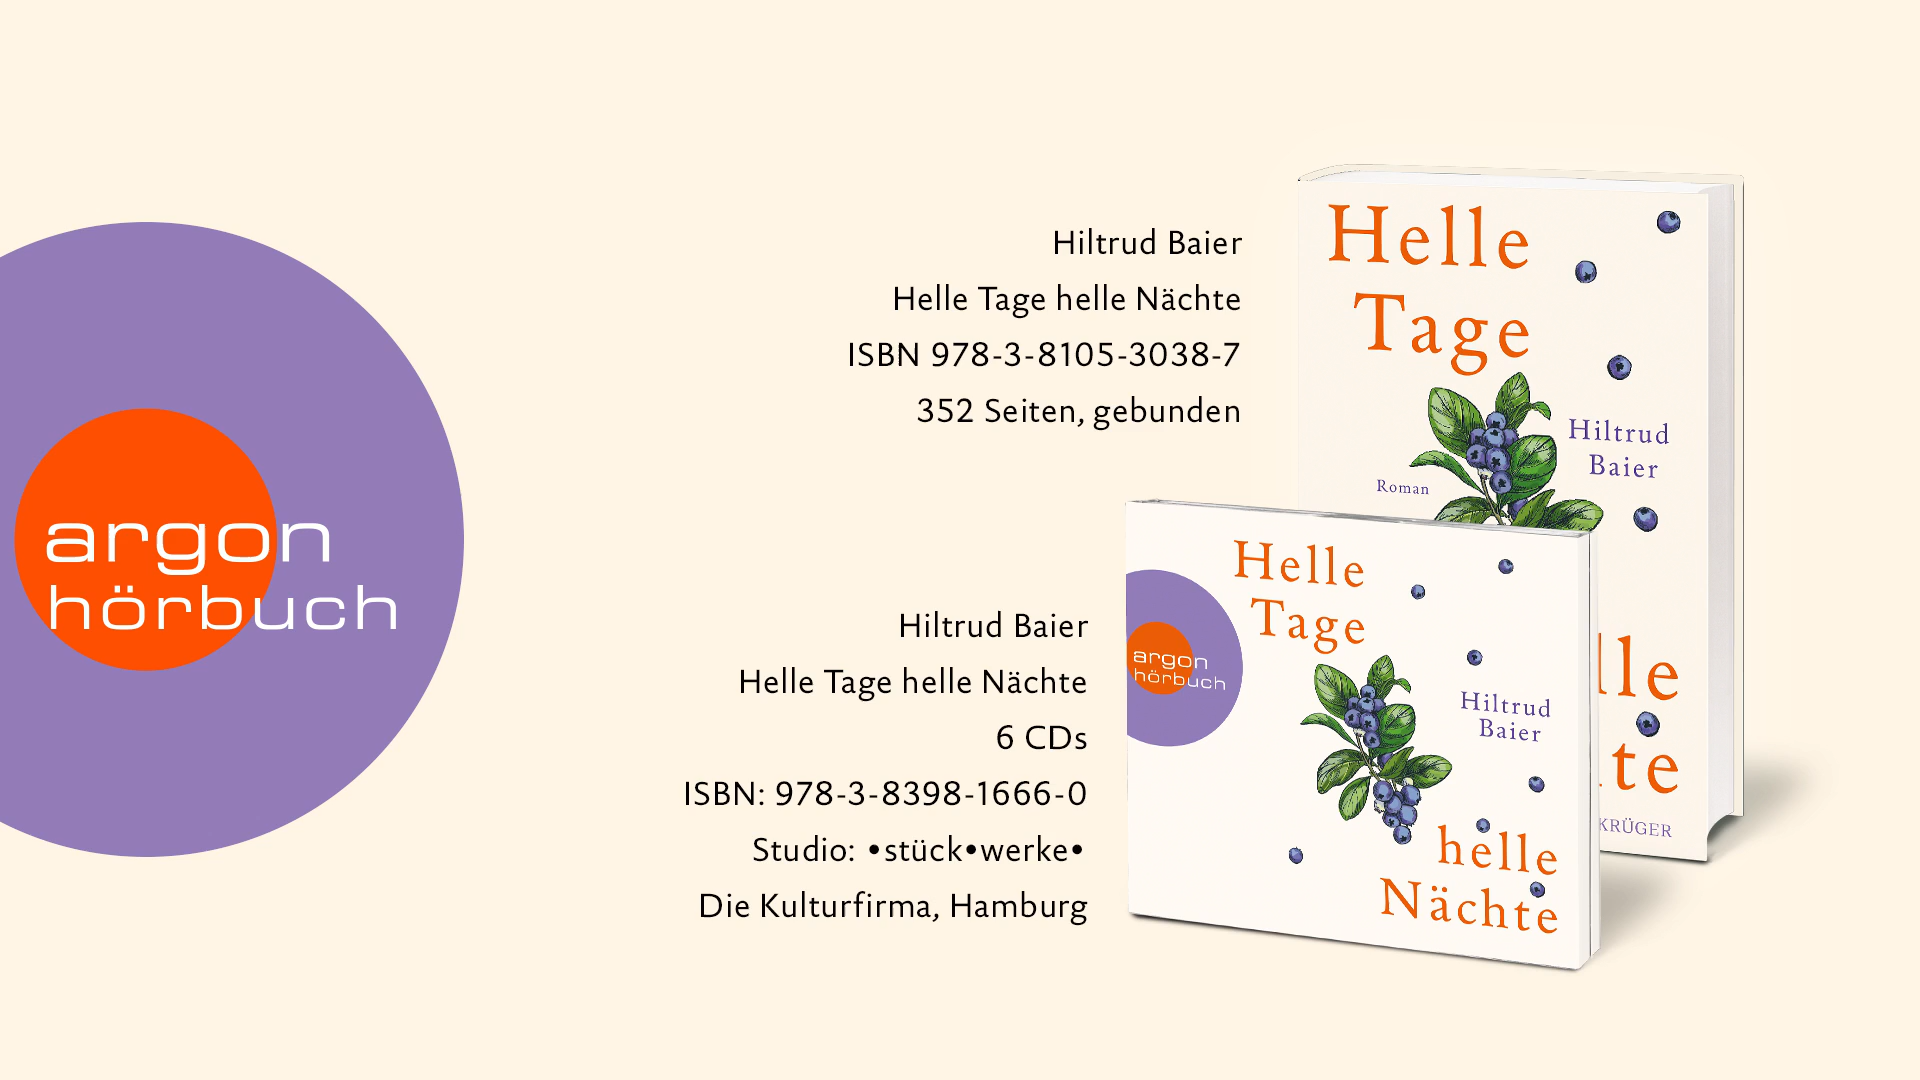 argon
hörbuch
Hiltrud Baier
Helle Tage helle Nächte
ISBN 978-3-8105-3038-7
352 Seiten, gebunden
Hiltrud Baier
Helle Tage helle Nächte
6 CDs
ISBN: 978-3-8398-1666-0
Studio: •stück•werke•
Die Kulturfirma, Hamburg
Helle
Tage
Hiltrud
Baier
Roman
lle
te
KRÜGER
Helle
Tage
argon
hörbuch
Hiltrud
Baier
helle
Nächte